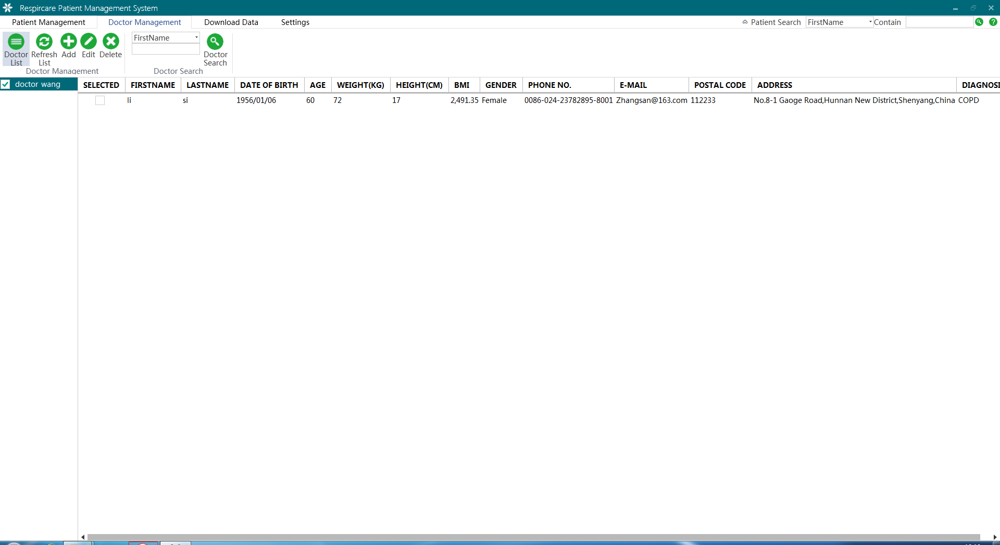 Respircare Patient Management System
Patient Management Doctor Management Download Data Settings Patient Search FirstName Contain ?
Doctor List Refresh List Add Edit Delete FirstName Doctor Search
Doctor Management Doctor Search
doctor wang
SELECTED FIRSTNAME LASTNAME DATE OF BIRTH AGE WEIGHT(KG) HEIGHT(CM) BMI GENDER PHONE NO. E-MAIL POSTAL CODE ADDRESS DIAGNOSI
li si 1956/01/06 60 72 17 2,491.35 Female 0086-024-23782895-8001 Zhangsan@163.com 112233 No.8-1 Gaoge Road,Hunnan New District,Shenyang,China COPD